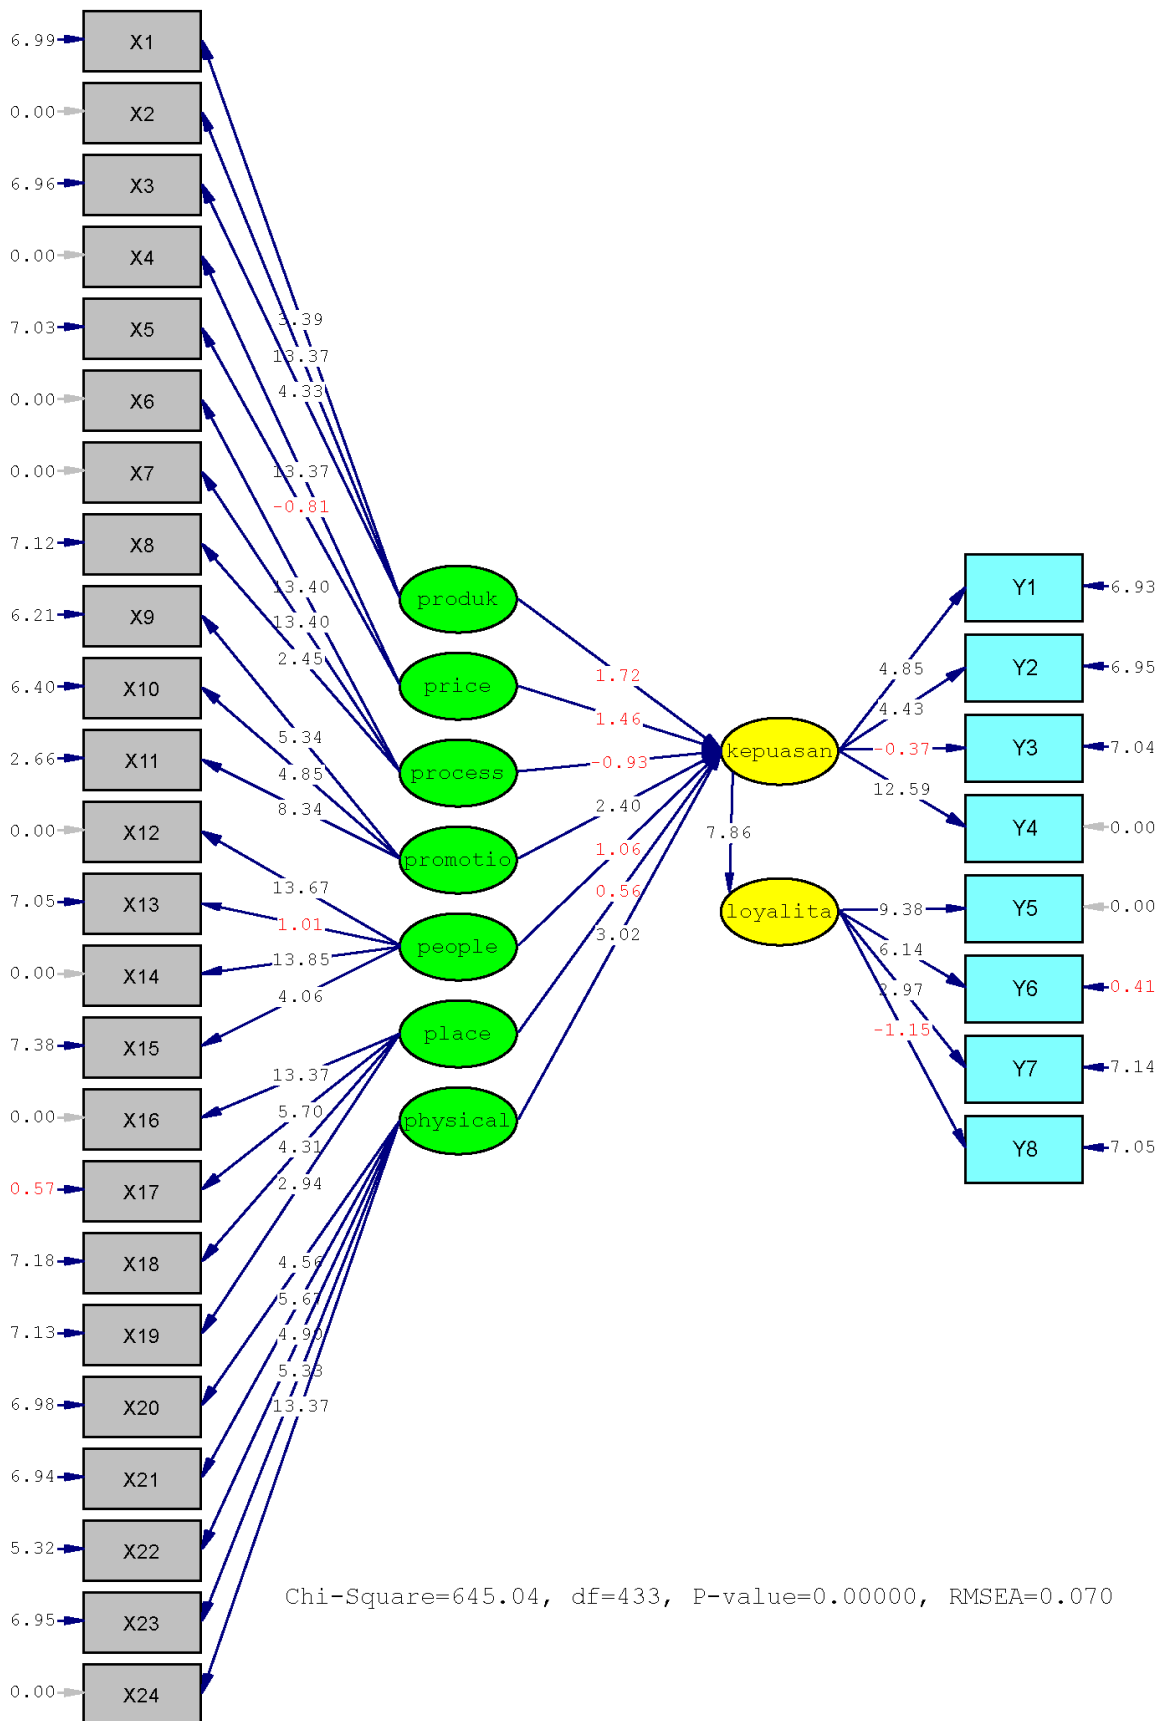 6.99 X1
0.00 X2
6.96 X3
0.00 X4
7.03 X5
0.00 X6
0.00 X7
7.12 X8
6.21 X9
6.40 X10
2.66 X11
0.00 X12
7.05 X13
0.00 X14
7.38 X15
0.00 X16
0.57 X17
7.18 X18
7.13 X19
6.98 X20
6.94 X21
5.32 X22
6.95 X23
0.00 X24
3.39
13.37
4.33
13.37
-0.81
13.40
13.40
2.45
5.34
4.85
8.34
13.67
1.01
13.85
4.06
13.37
5.70
4.31
2.94
4.56
5.67
4.90
5.33
13.37
produk
price
process
promotio
people
place
physical
1.72
1.46
-0.93
2.40
1.06
0.56
3.02
kepuasan
7.86
loyalita
4.85
4.43
-0.37
12.59
9.38
6.14
2.97
-1.15
Y1 6.93
Y2 6.95
Y3 7.04
Y4 0.00
Y5 0.00
Y6 0.41
Y7 7.14
Y8 7.05
Chi-Square=645.04, df=433, P-value=0.00000, RMSEA=0.070